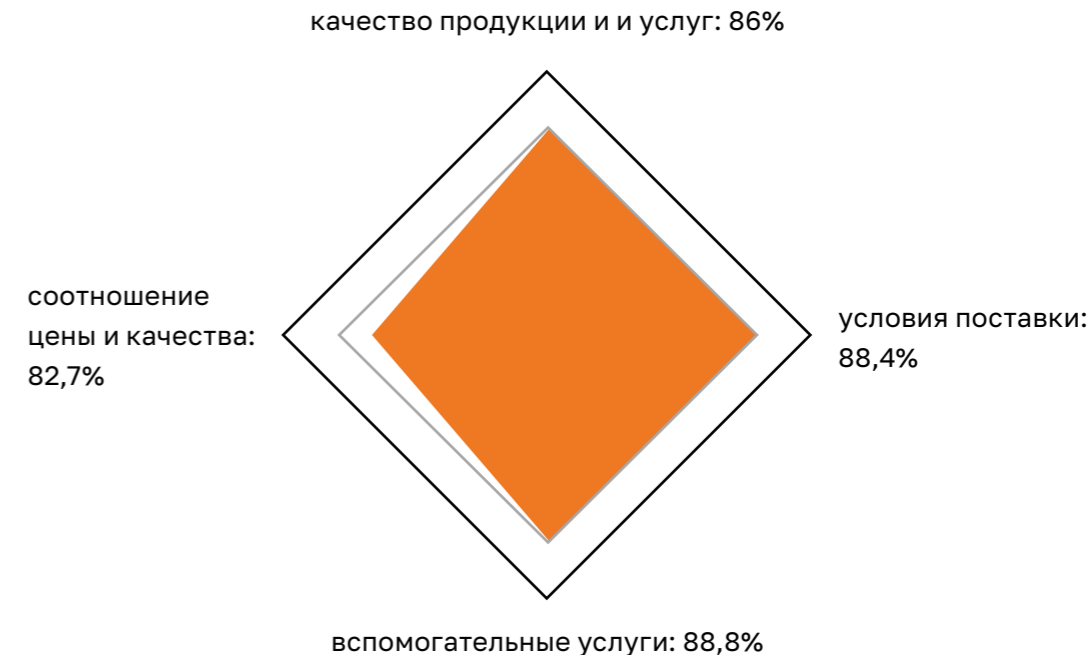 качество продукции и и услуг: 86%
соотношение
цены и качества:
82,7%
условия поставки:
88,4%
вспомогательные услуги: 88,8%